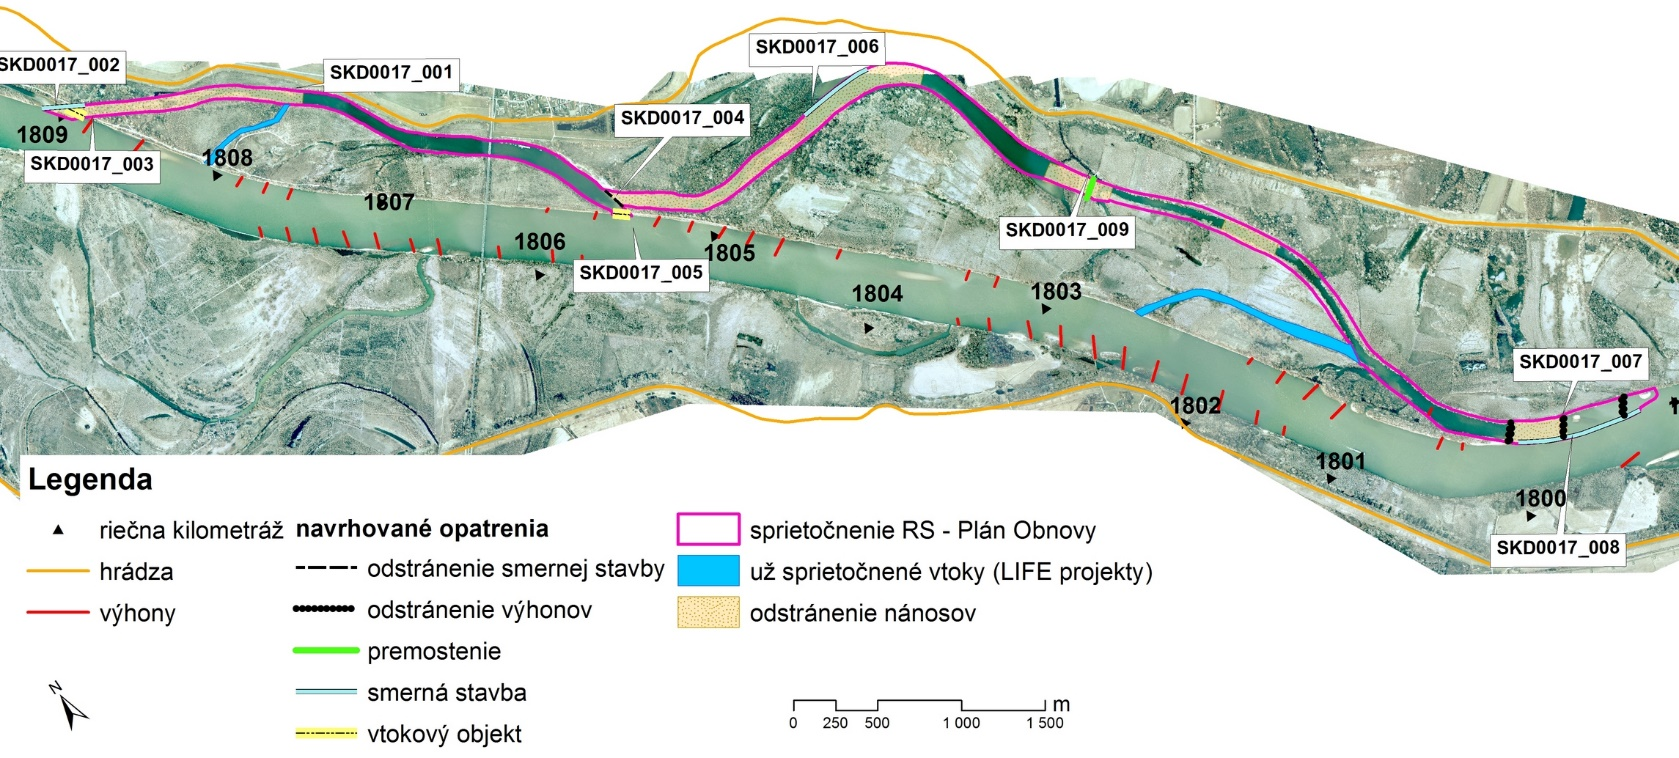 SKD0017_006
SKD0017_002
SKD0017_001
SKD0017_004
1809
SKD0017_003
1808
1807
SKD0017_009
1806
1805
SKD0017_005
1804
1803
SKD0017_007
1802
1801
1800
SKD0017_008
Legenda
riečna kilometráž
hrádza
výhony
navrhované opatrenia
odstránenie smernej stavby
odstránenie výhonov
premostenie
smerná stavba
vtokový objekt
sprietočnenie RS - Plán Obnovy
už sprietočnené vtoky (LIFE projekty)
odstránenie nánosov
N
m
0 250 500 1 000 1 500